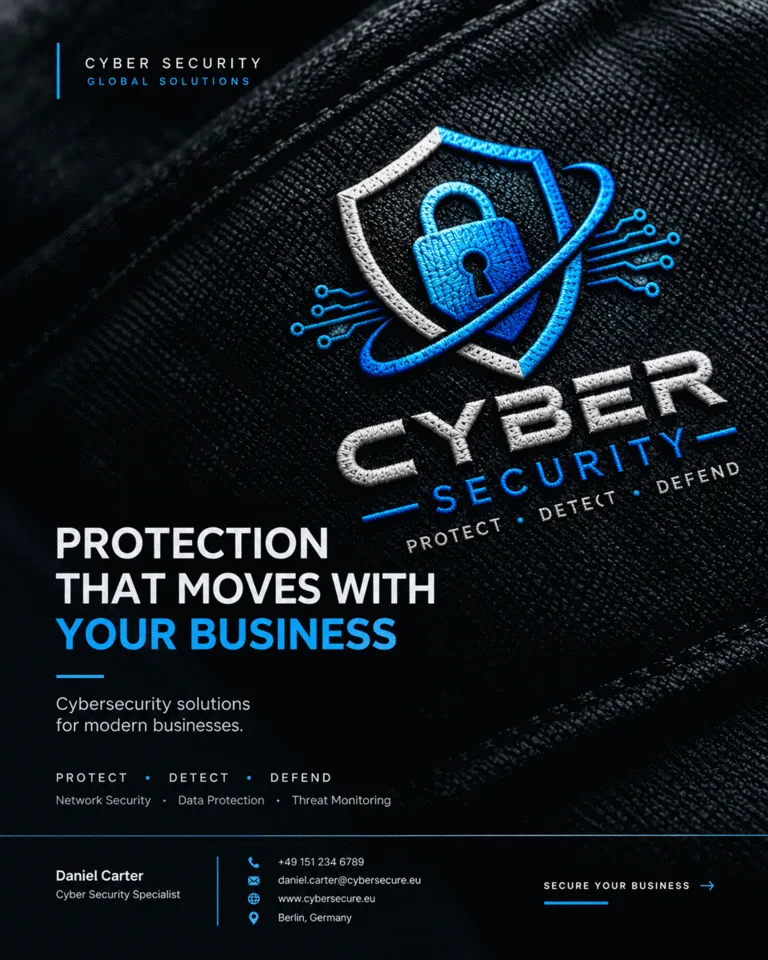 CYBER SECURITY
GLOBAL SOLUTIONS
CYBER
SECURITY
PROTECT • DETECT • DEFEND
PROTECTION
THAT MOVES WITH
YOUR BUSINESS
Cybersecurity solutions
for modern businesses.
PROTECT • DETECT • DEFEND
Network Security • Data Protection • Threat Monitoring
Daniel Carter
Cyber Security Specialist
+49 151 234 6789
daniel.carter@cybersecure.eu
www.cybersecure.eu
Berlin, Germany
SECURE YOUR BUSINESS →